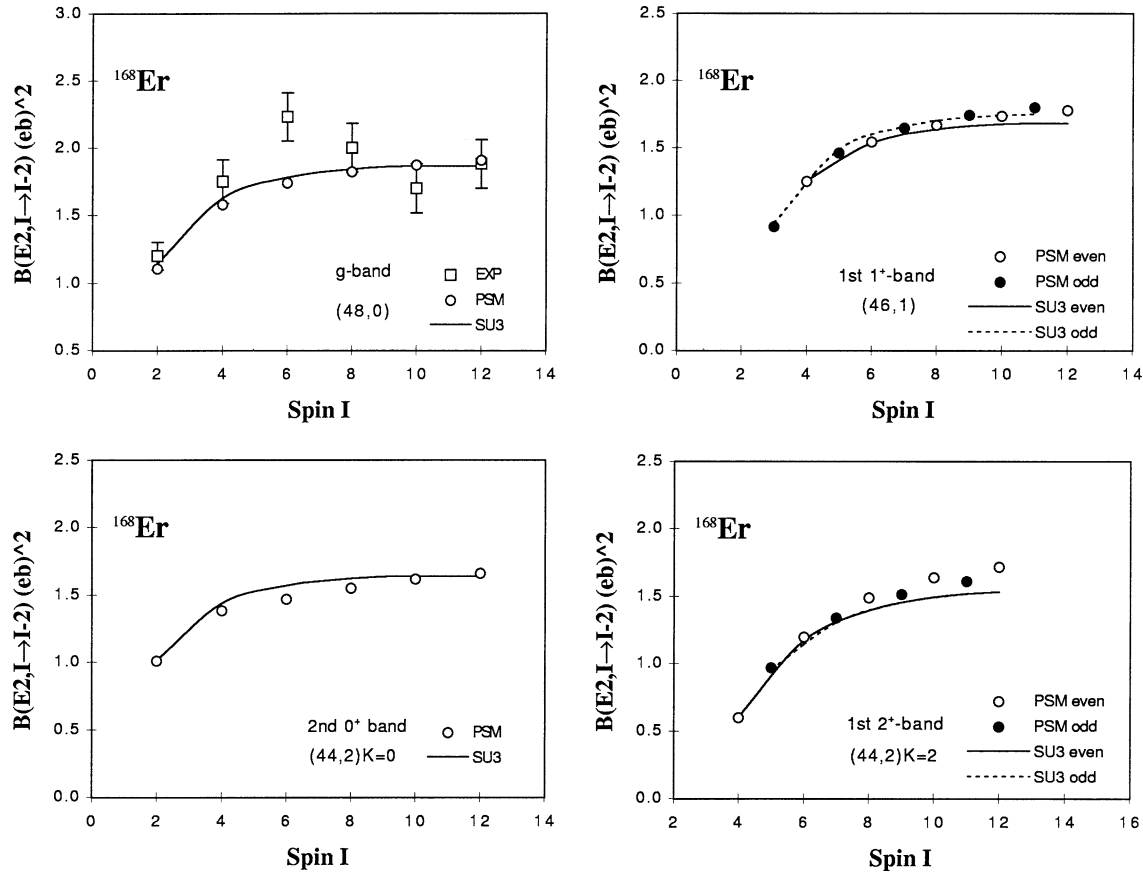 B(E2,I→I-2) (eb)^2
3.0
2.5
2.0
1.5
1.0
0.5
¹⁶⁸Er
g-band
(48,0)
EXP
PSM
SU3
0 2 4 6 8 10 12 14
Spin I
B(E2,I→I-2) (eb)^2
2.5
2.0
1.5
1.0
0.5
0.0
¹⁶⁸Er
1st 1⁺-band
(46,1)
PSM even
PSM odd
SU3 even
SU3 odd
0 2 4 6 8 10 12 14
Spin I
B(E2,I→I-2) (eb)^2
2.5
2.0
1.5
1.0
0.5
0.0
¹⁶⁸Er
2nd 0⁺ band
(44,2)K=0
PSM
SU3
0 2 4 6 8 10 12 14
Spin I
B(E2,I→I-2) (eb)^2
2.5
2.0
1.5
1.0
0.5
0.0
¹⁶⁸Er
1st 2⁺-band
(44,2)K=2
PSM even
PSM odd
SU3 even
SU3 odd
2 4 6 8 10 12 14 16
Spin I